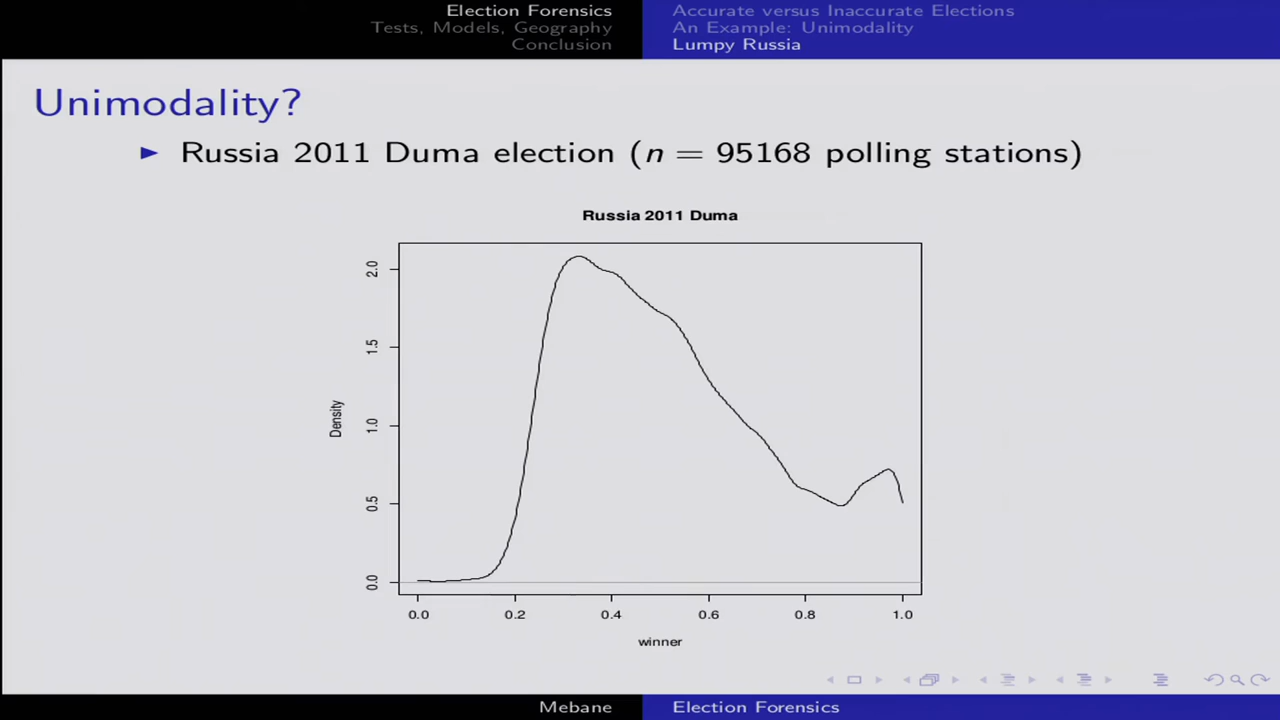 Election Forensics
Tests, Models, Geography
Conclusion
Accurate versus Inaccurate Elections
An Example: Unimodality
Lumpy Russia
Unimodality?
Russia 2011 Duma election (n = 95168 polling stations)
Russia 2011 Duma
Density
2.0
1.5
1.0
0.5
0.0
0.0 0.2 0.4 0.6 0.8 1.0
winner
Mebane Election Forensics